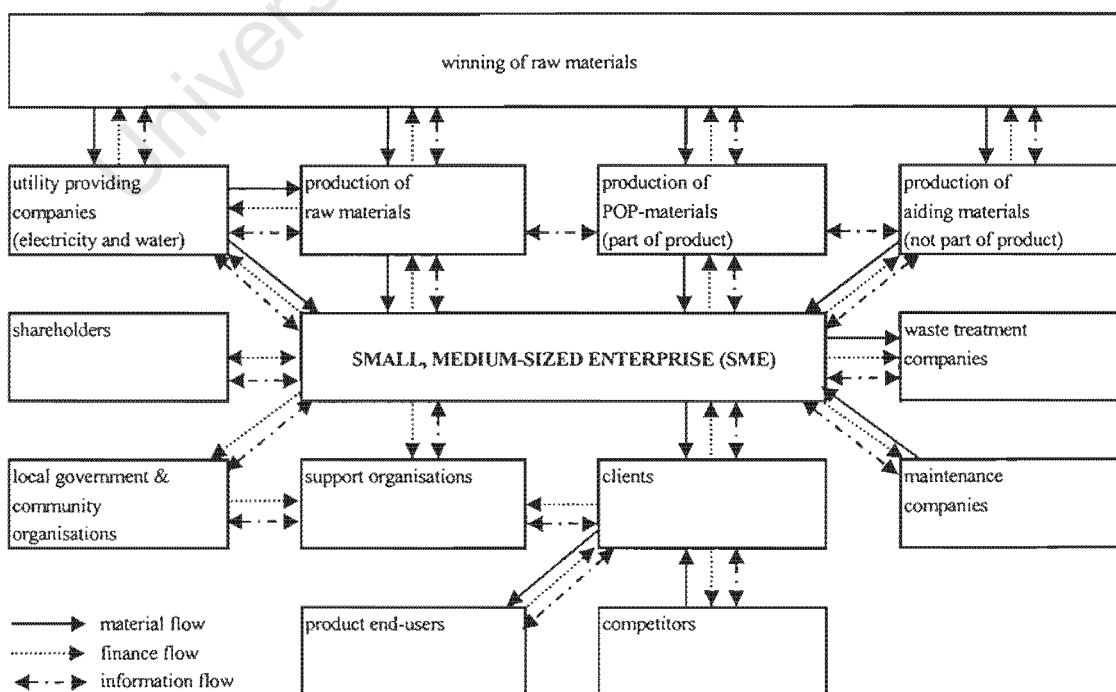 Univers
winning of raw materials
utility providing
companies
(electricity and water)
production of
raw materials
production of
POP-materials
(part of product)
production of
aiding materials
(not part of product)
shareholders
SMALL, MEDIUM-SIZED ENTERPRISE (SME)
waste treatment
companies
local government &
community
organisations
support organisations
clients
maintenance
companies
product end-users
competitors
material flow
finance flow
information flow